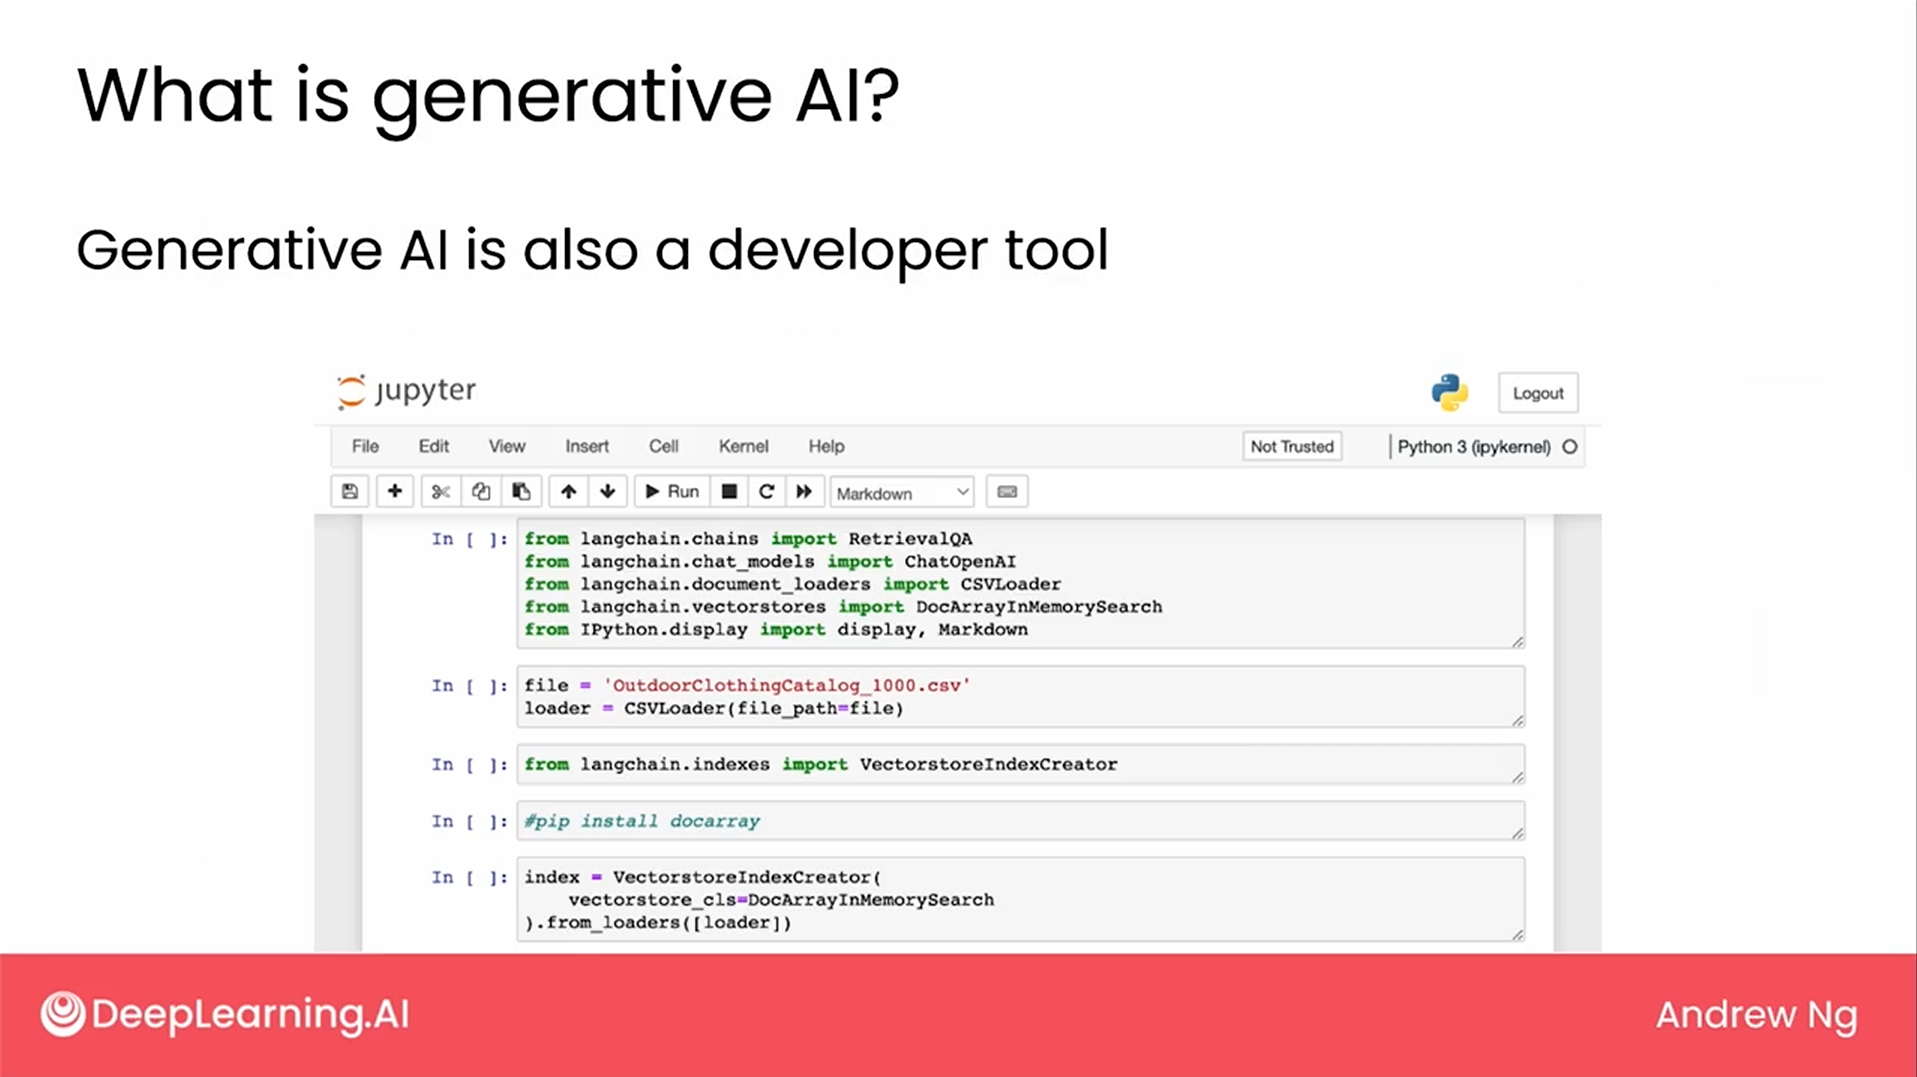 What is generative AI?
Generative AI is also a developer tool
jupyter
Logout
File Edit View Insert Cell Kernel Help Not Trusted Python 3 (ipykernel)
Run Markdown
In [ ]: from langchain.chains import RetrievalQA
from langchain.chat_models import ChatOpenAI
from langchain.document_loaders import CSVLoader
from langchain.vectorstores import DocArrayInMemorySearch
from IPython.display import display, Markdown
In [ ]: file = 'OutdoorClothingCatalog_1000.csv'
loader = CSVLoader(file_path=file)
In [ ]: from langchain.indexes import VectorstoreIndexCreator
In [ ]: #pip install docarray
In [ ]: index = VectorstoreIndexCreator(
    vectorstore_cls=DocArrayInMemorySearch
).from_loaders([loader])
DeepLearning.AI
Andrew Ng